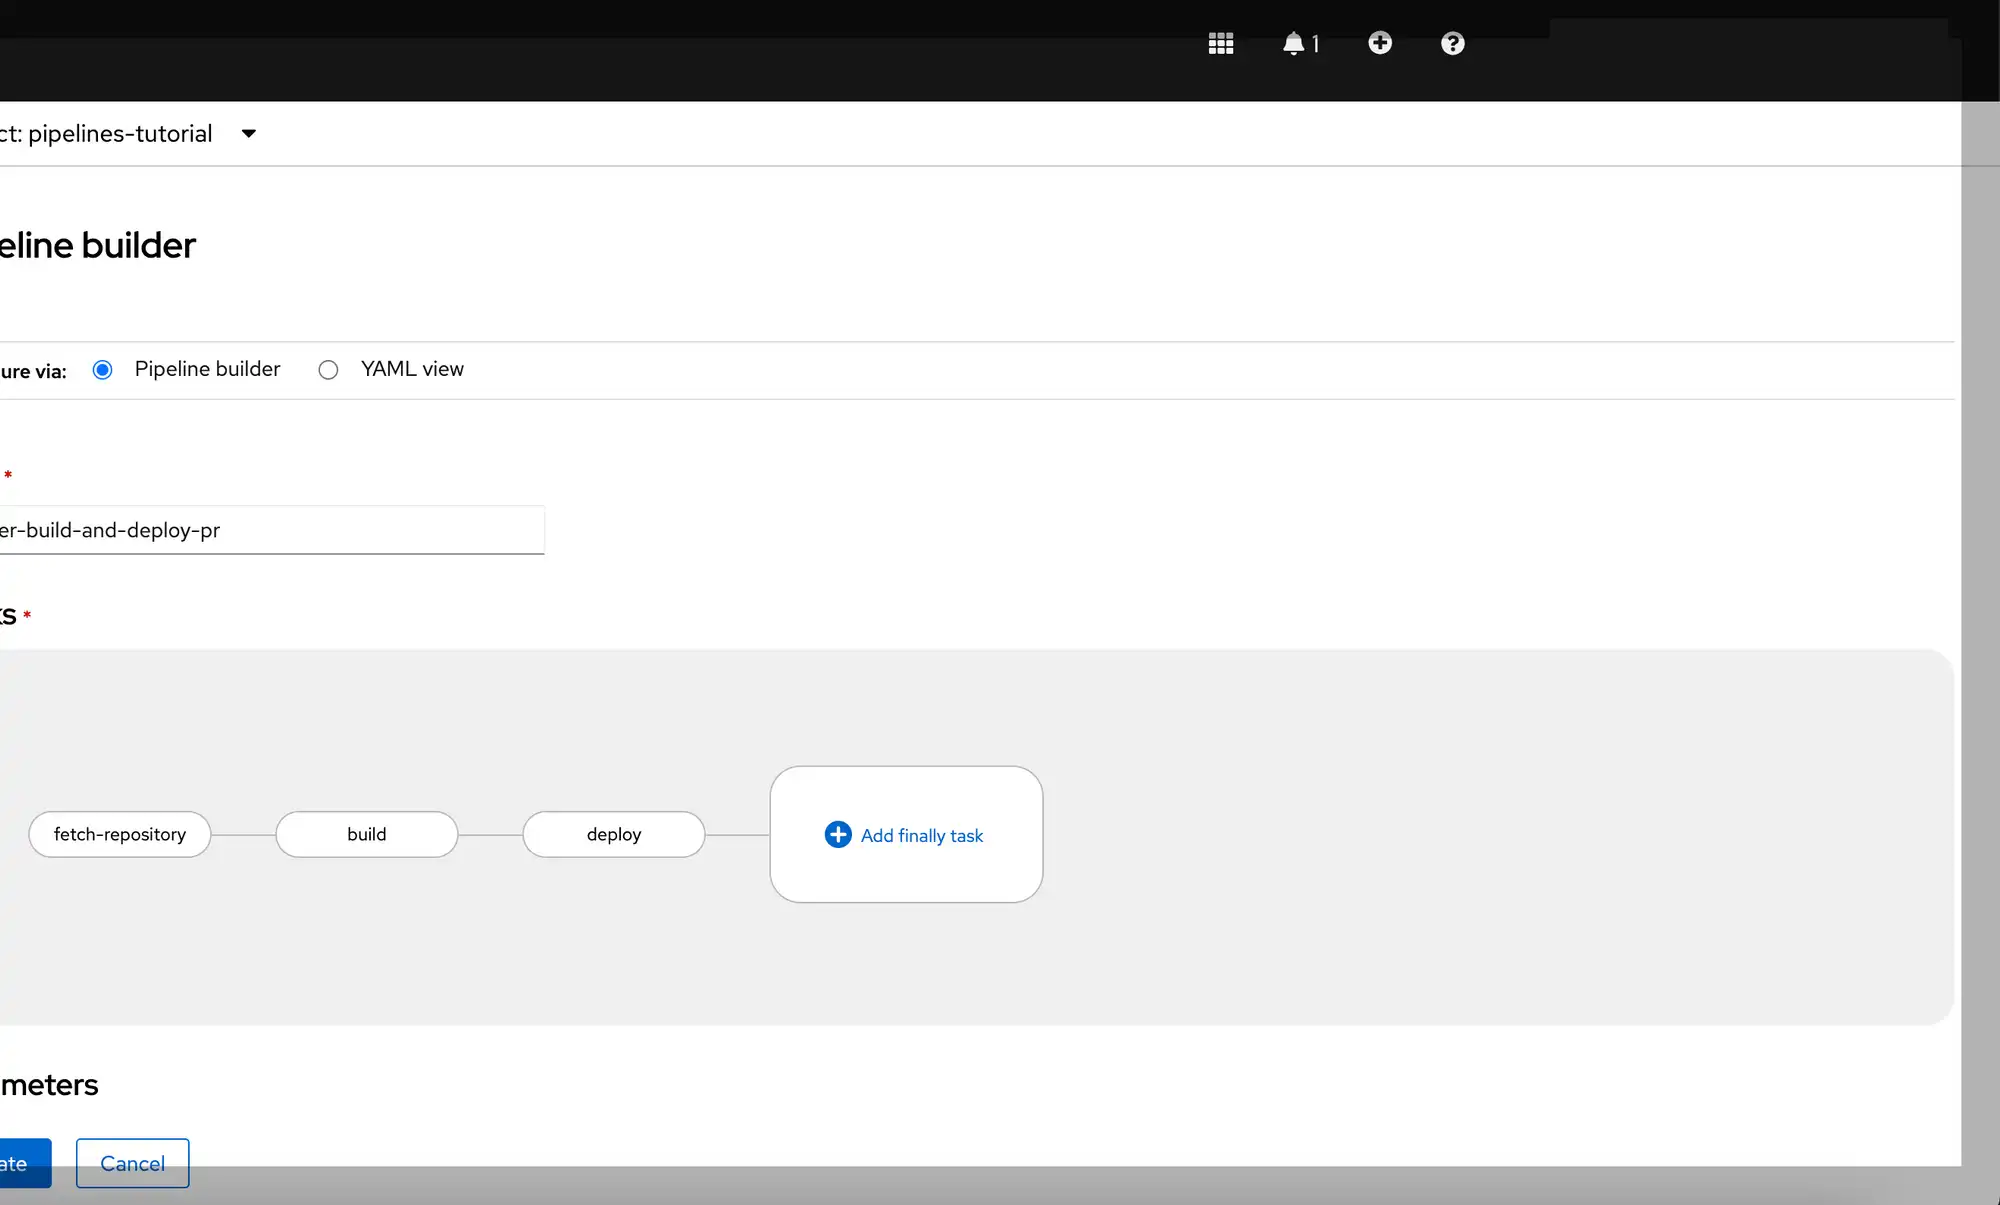 1
ct: pipelines-tutorial
eline builder
ure via: Pipeline builder YAML view
*
er-build-and-deploy-pr
ks *
fetch-repository build deploy Add finally task
meters
ate Cancel